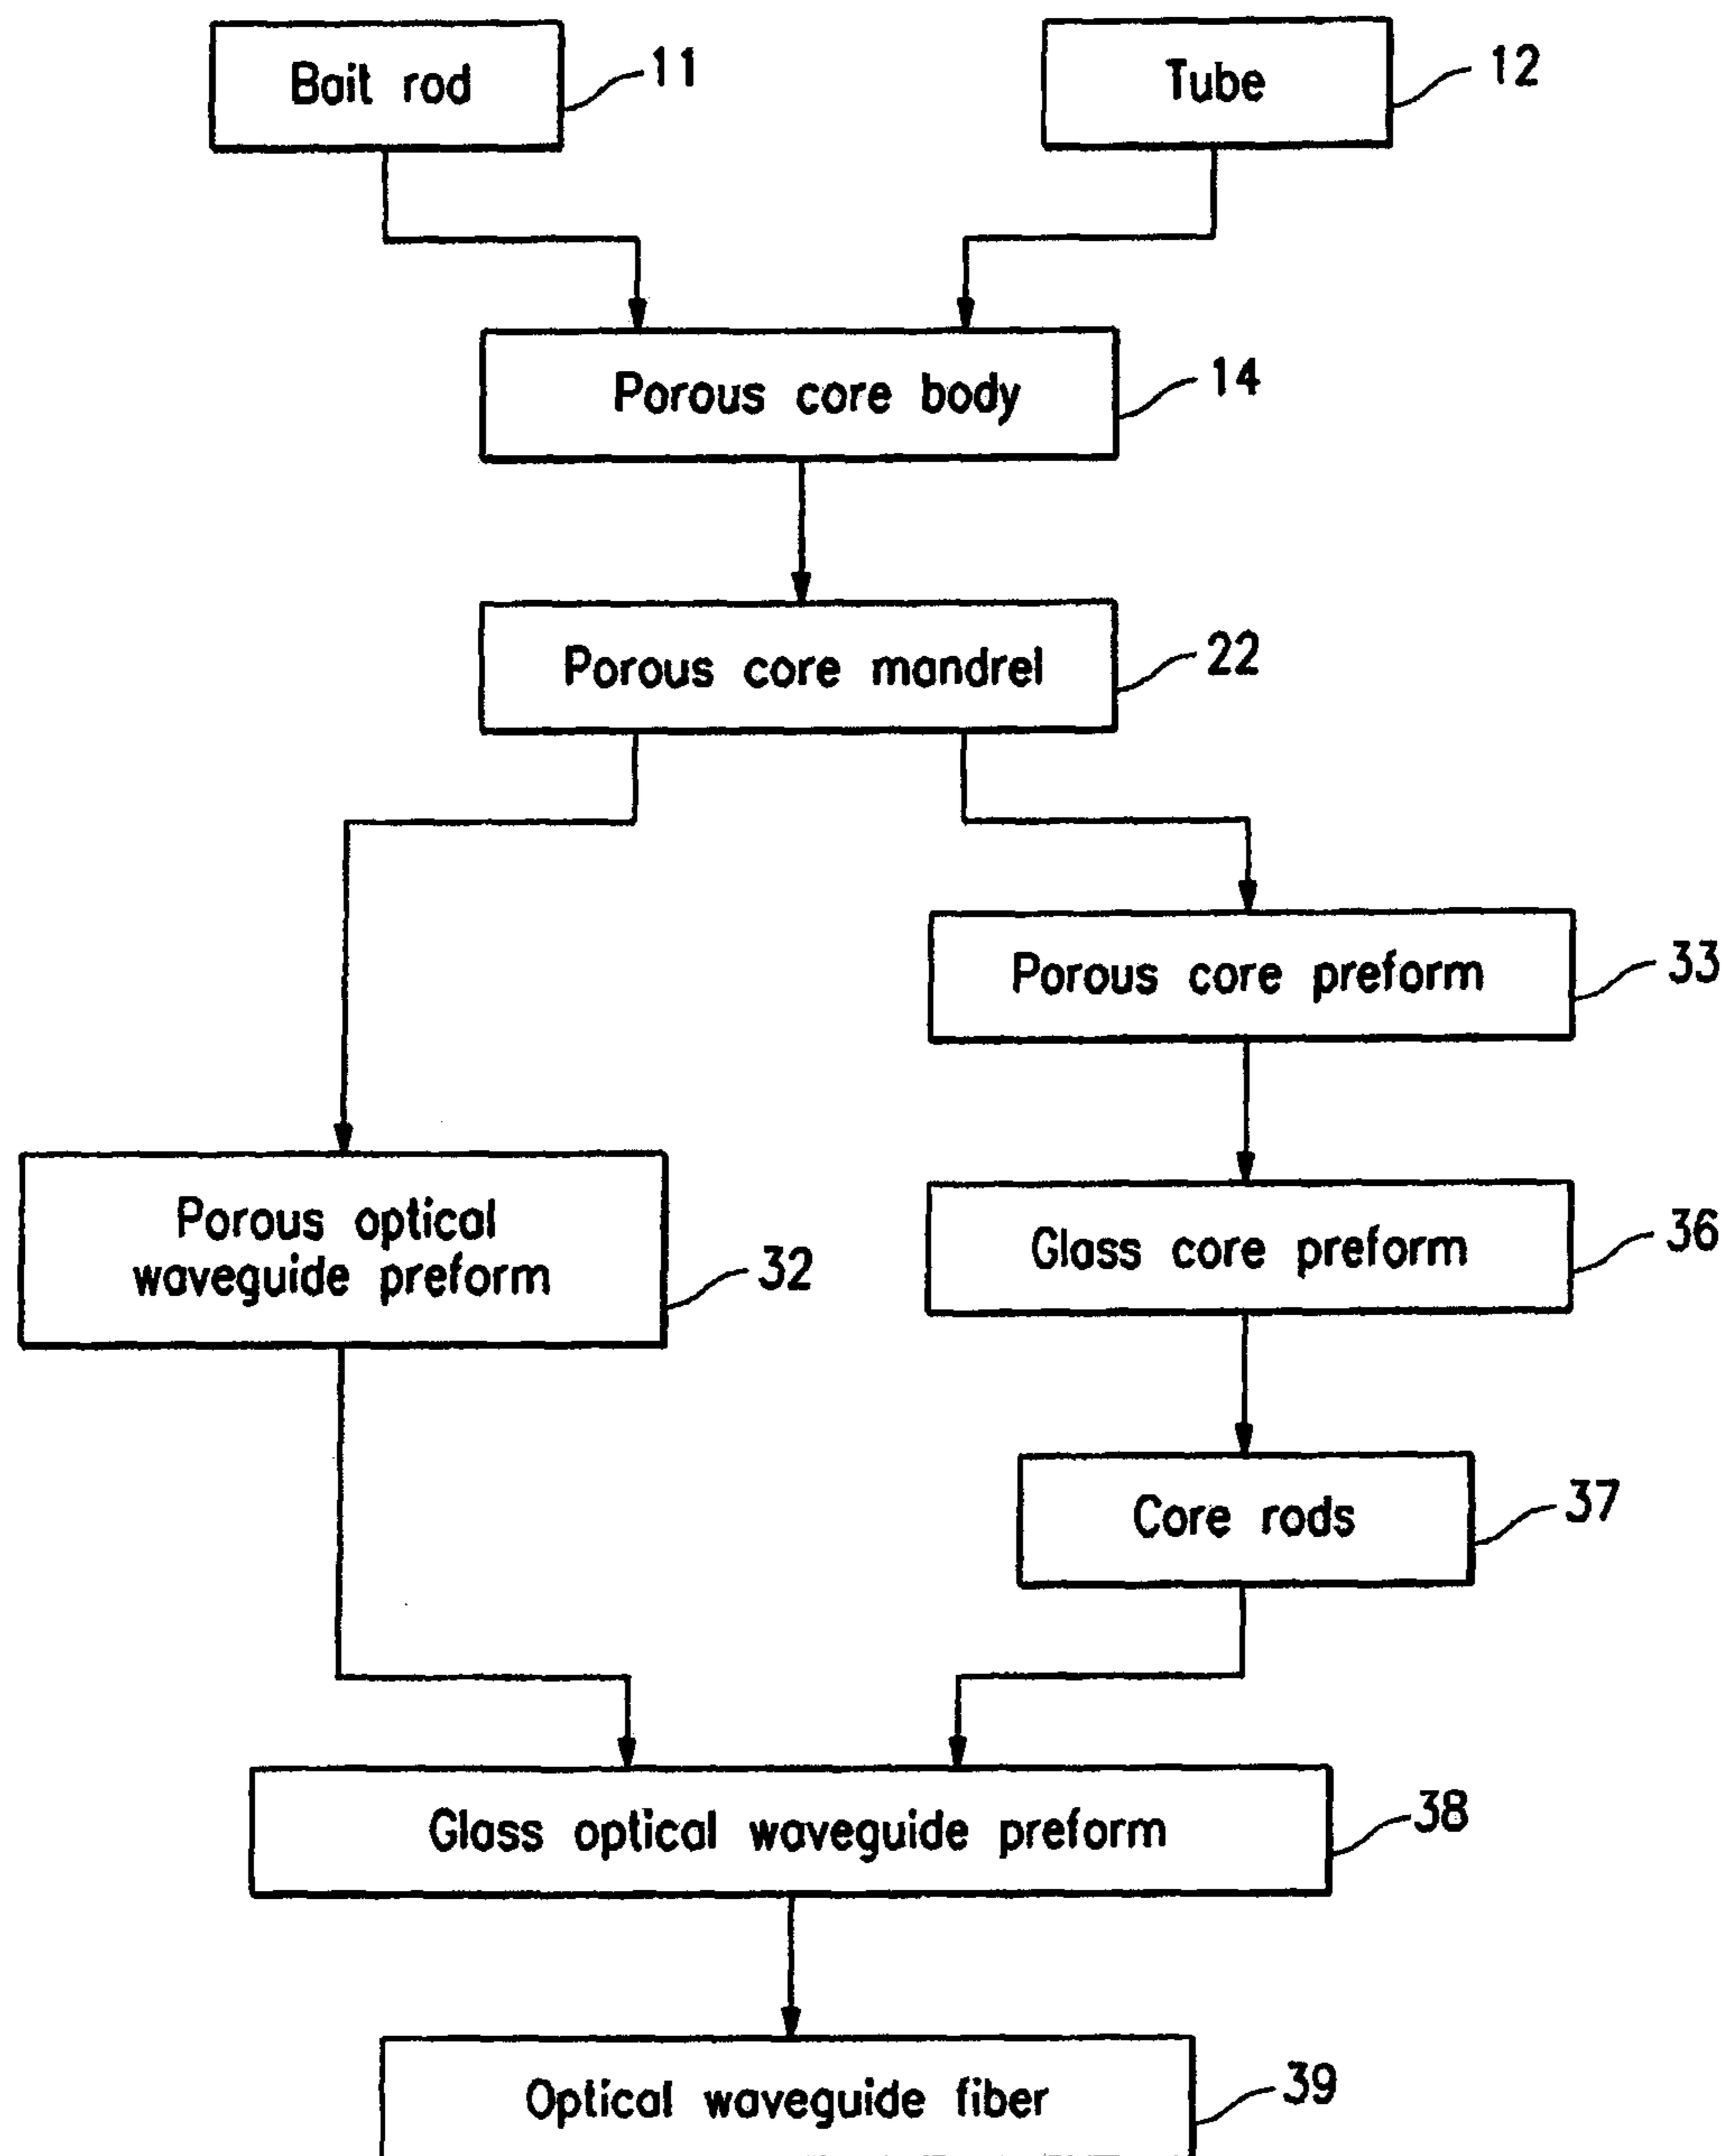 Bait rod
11
Tube
12
Porous core body
14
Porous core mandrel
22
Porous core preform
33
Porous optical
waveguide preform
32
Glass core preform
36
Core rods
37
Glass optical waveguide preform
38
Optical waveguide fiber
39